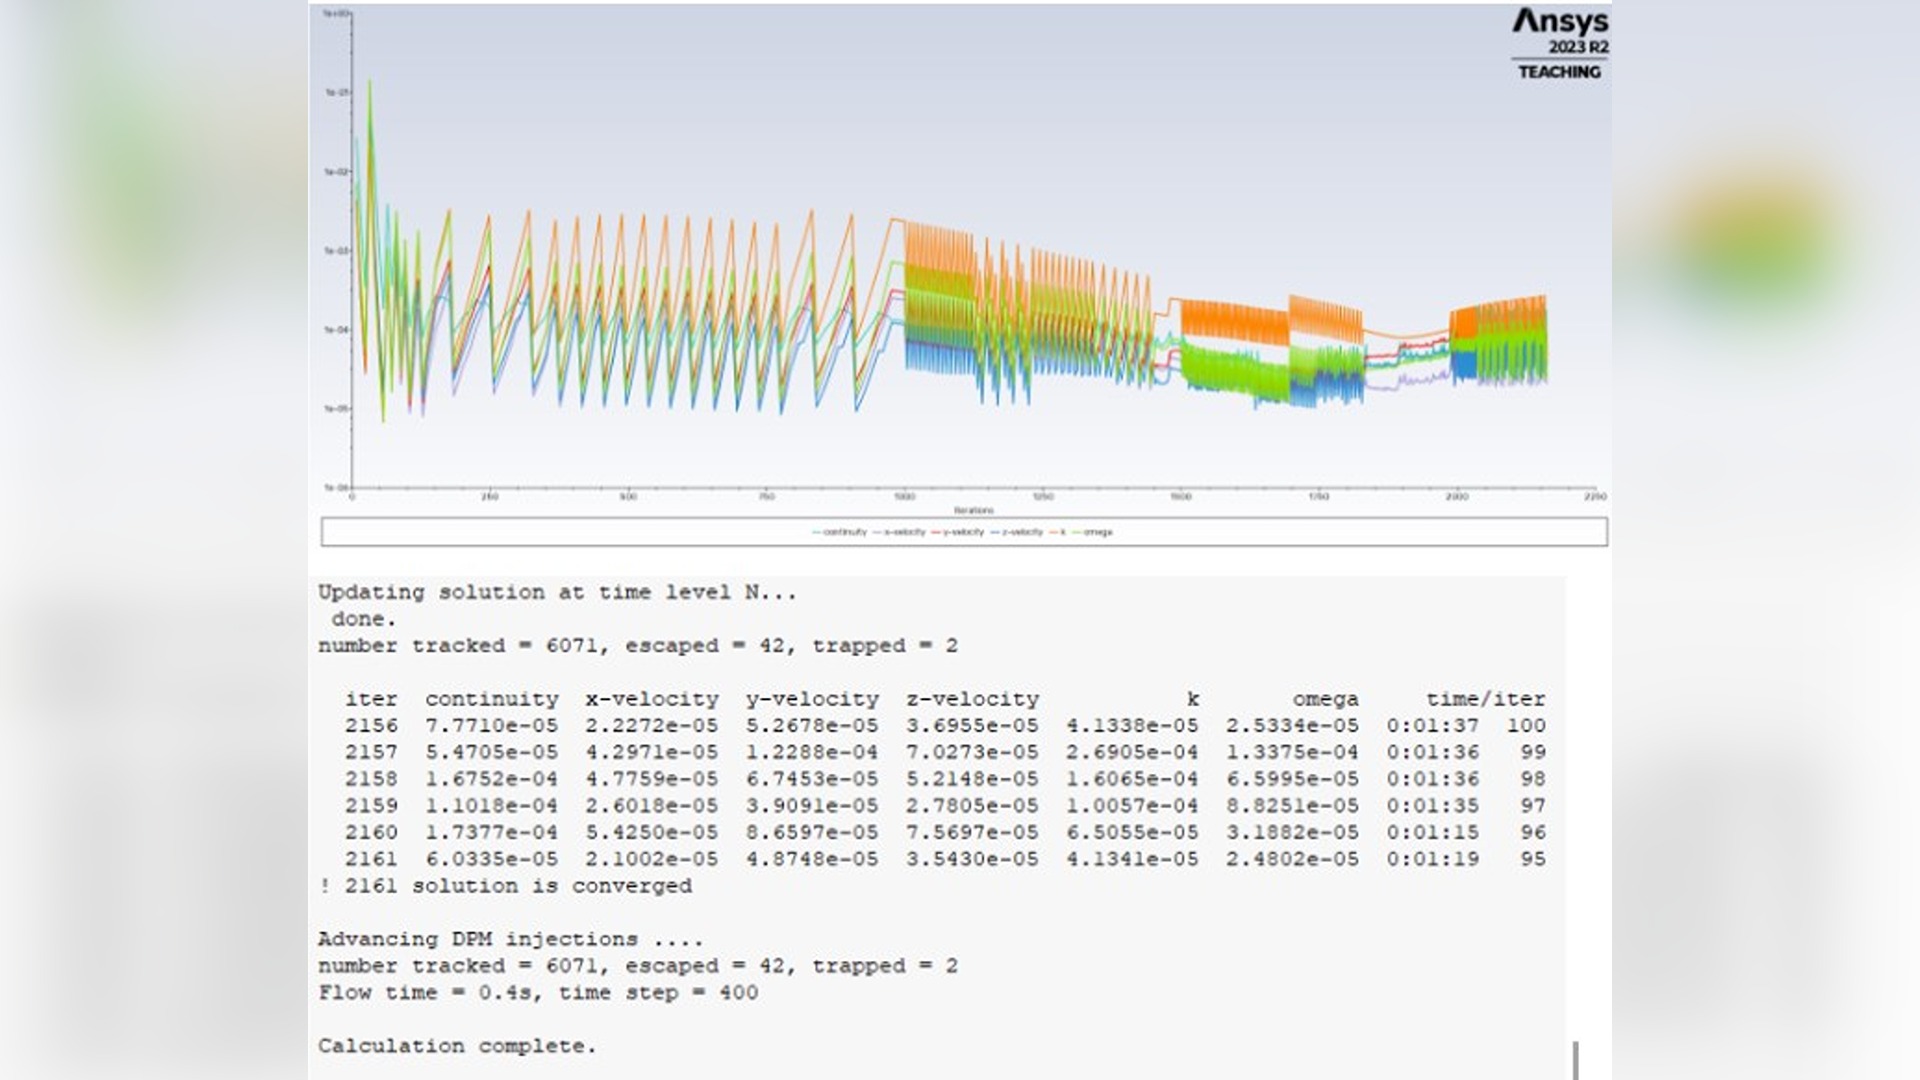 Ansys
2023 R2
TEACHING
1e+00
1e-01
1e-02
1e-03
1e-04
1e-05
1e-06
0 250 500 750 1000 1250 1500 1750 2000 2250
Iterations
continuity x-velocity y-velocity z-velocity k omega
Updating solution at time level N...
done.
number tracked = 6071, escaped = 42, trapped = 2
iter continuity x-velocity y-velocity z-velocity k omega time/iter
2156 7.7710e-05 2.2272e-05 5.2678e-05 3.6955e-05 4.1338e-05 2.5334e-05 0:01:37 100
2157 5.4705e-05 4.2971e-05 1.2288e-04 7.0273e-05 2.6905e-04 1.3375e-04 0:01:36 99
2158 1.6752e-04 4.7759e-05 6.7453e-05 5.2148e-05 1.6065e-04 6.5995e-05 0:01:36 98
2159 1.1018e-04 2.6018e-05 3.9091e-05 2.7805e-05 1.0057e-04 8.8251e-05 0:01:35 97
2160 1.7377e-04 5.4250e-05 8.6597e-05 7.5697e-05 6.5055e-05 3.1882e-05 0:01:15 96
2161 6.0335e-05 2.1002e-05 4.8748e-05 3.5430e-05 4.1341e-05 2.4802e-05 0:01:19 95
! 2161 solution is converged
Advancing DPM injections ....
number tracked = 6071, escaped = 42, trapped = 2
Flow time = 0.4s, time step = 400
Calculation complete.